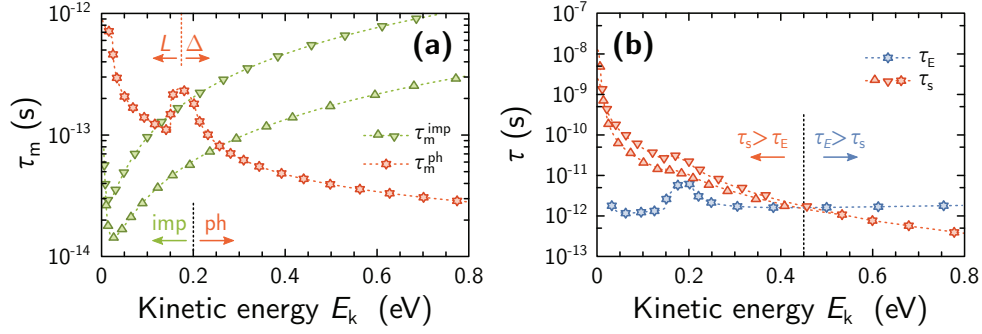 10⁻¹²
10⁻¹³
10⁻¹⁴
τm (s)
L Δ
(a)
τm^imp
τm^ph
imp ph
0 0.2 0.4 0.6 0.8
Kinetic energy Ek (eV)
10⁻⁷
10⁻⁸
10⁻⁹
10⁻¹⁰
10⁻¹¹
10⁻¹²
10⁻¹³
τ (s)
(b)
τE
τs
τs> τE
τE> τs
0 0.2 0.4 0.6 0.8
Kinetic energy Ek (eV)